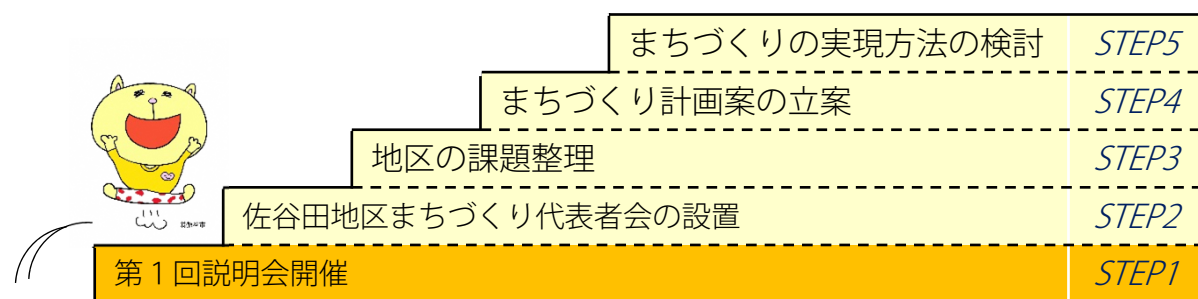 まちづくりの実現方法の検討 STEP5
まちづくり計画案の立案 STEP4
地区の課題整理 STEP3
佐谷田地区まちづくり代表者会の設置 STEP2
第1回説明会開催 STEP1